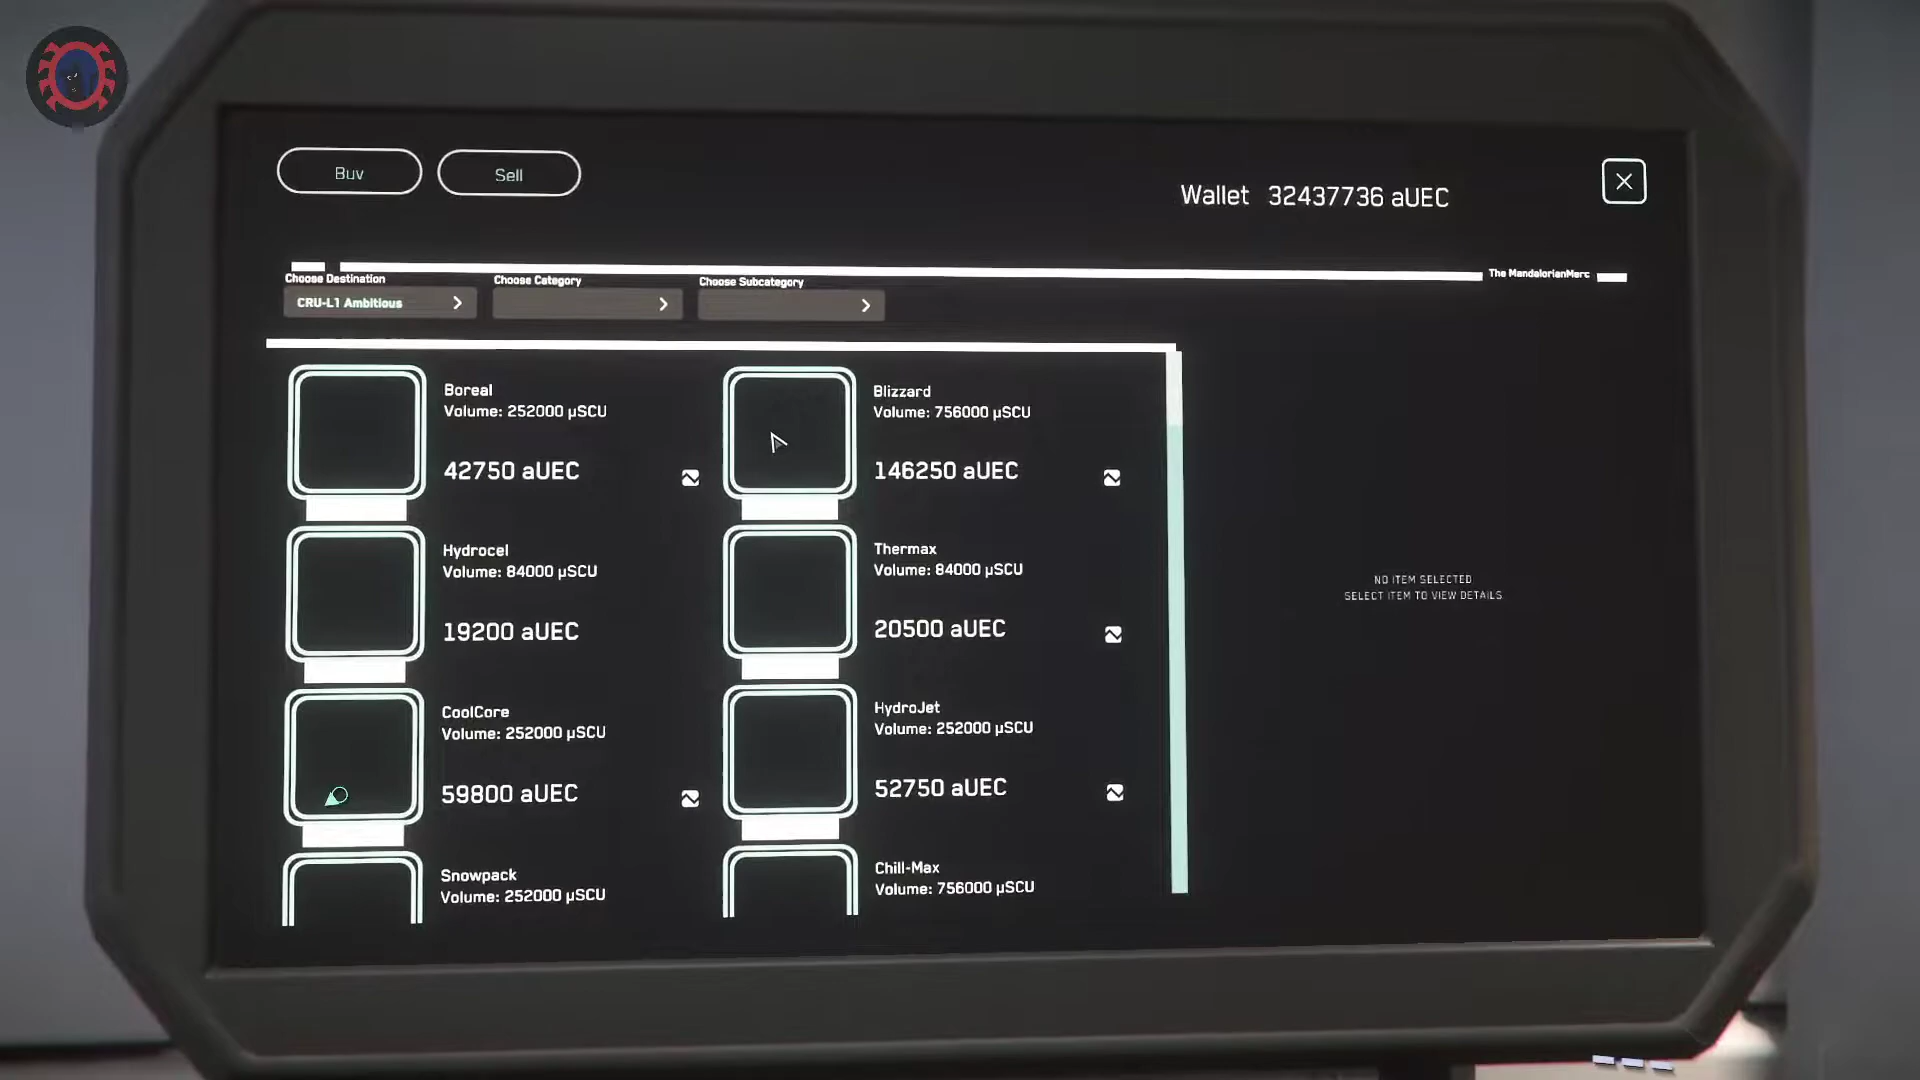 Buy
Sell
Wallet 32437736 aUEC
Choose Destination
Choose Category
Choose Subcategory
The MandalorianMerc
CRU-L1 Ambitious
Boreal
Volume: 252000 µSCU
42750 aUEC
Blizzard
Volume: 756000 µSCU
146250 aUEC
Hydrocel
Volume: 84000 µSCU
19200 aUEC
Thermax
Volume: 84000 µSCU
20500 aUEC
CoolCore
Volume: 252000 µSCU
59800 aUEC
HydroJet
Volume: 252000 µSCU
52750 aUEC
Snowpack
Volume: 252000 µSCU
Chill-Max
Volume: 756000 µSCU
NO ITEM SELECTED
SELECT ITEM TO VIEW DETAILS